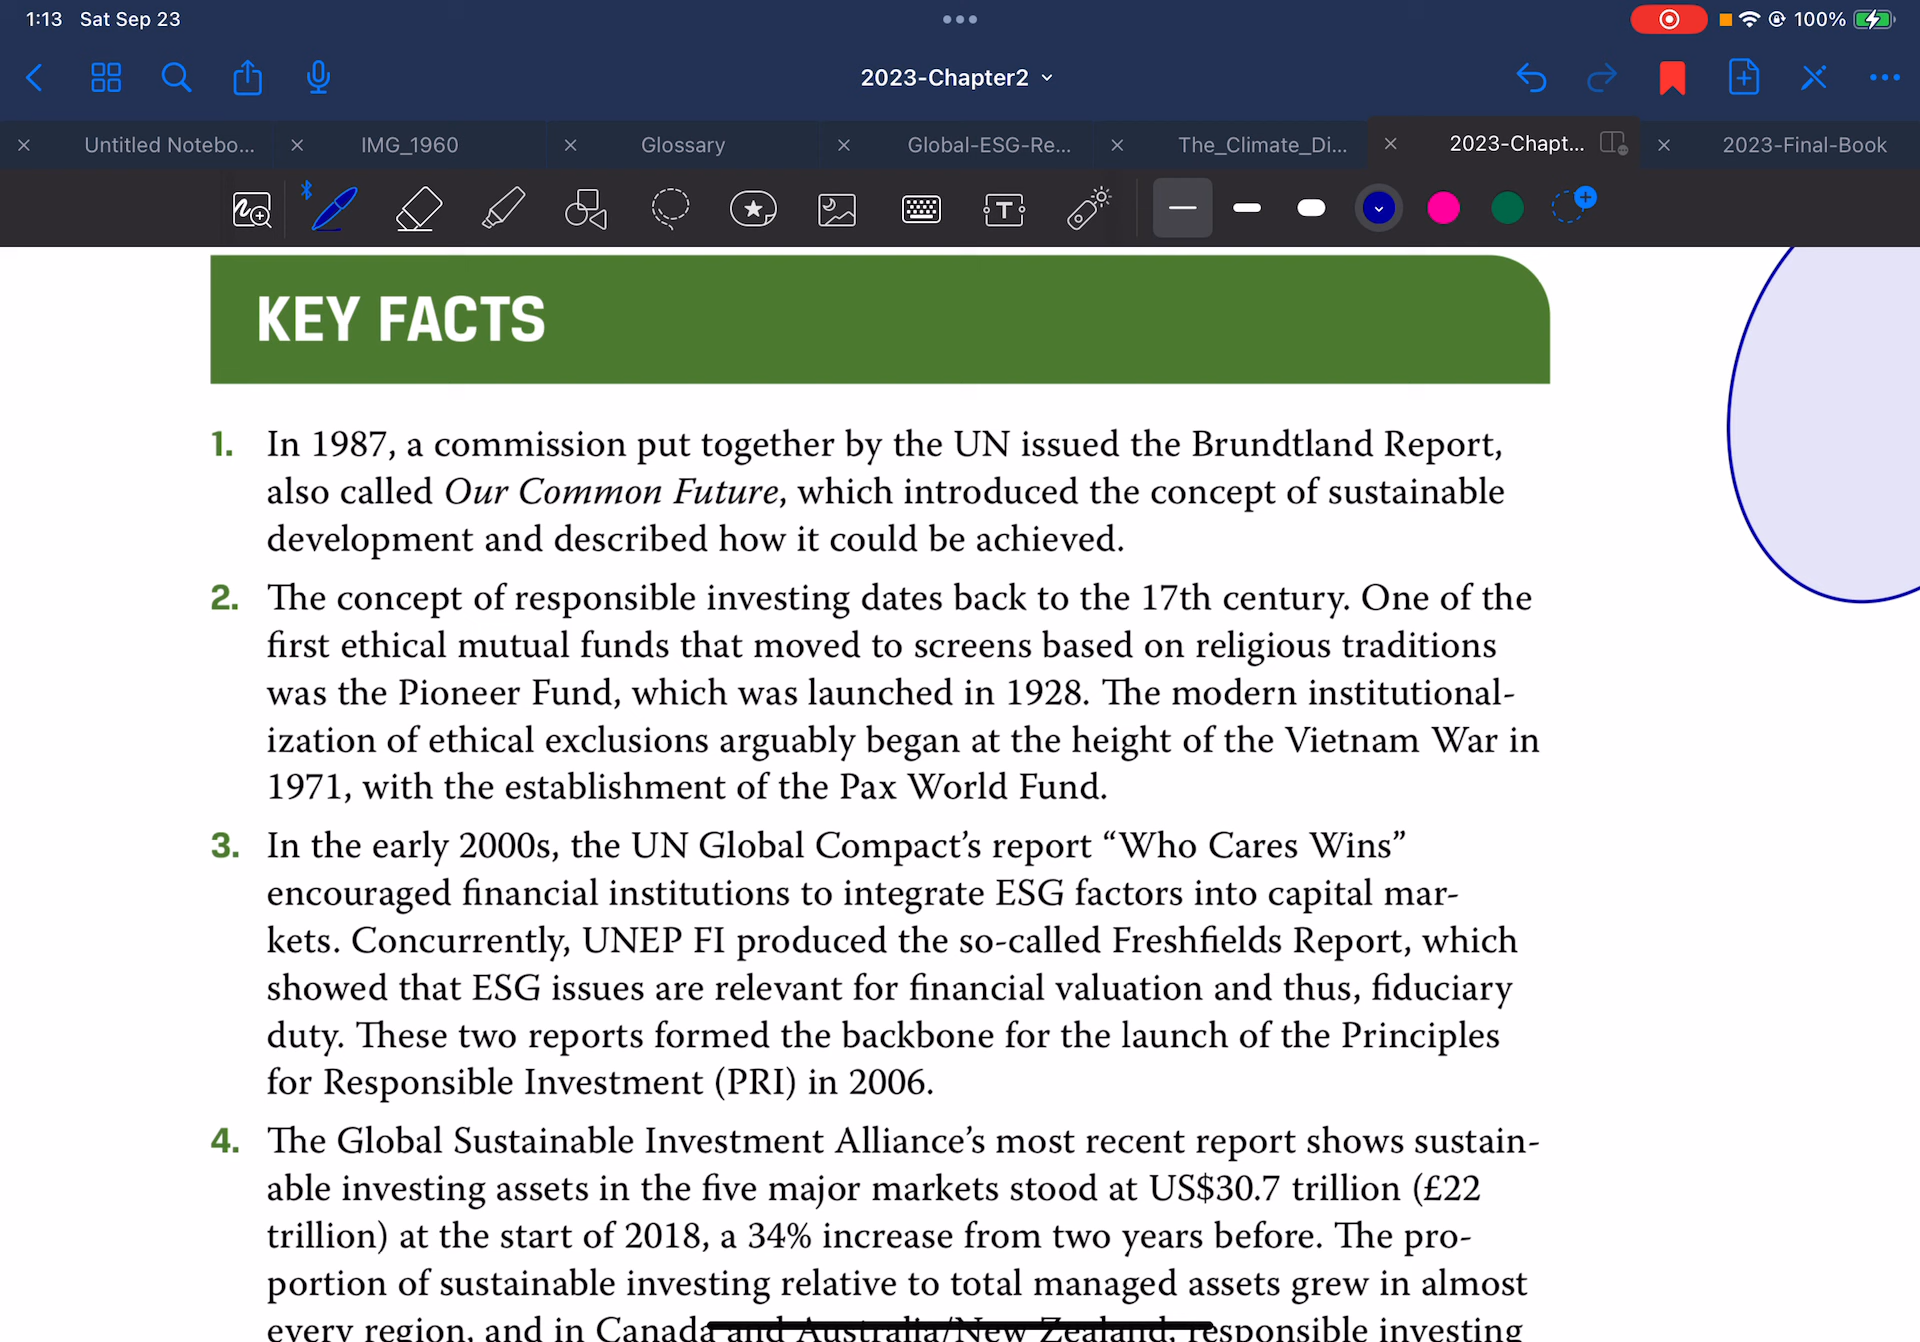 1:13 Sat Sep 23
100%
2023-Chapter2
Untitled Notebo...
IMG_1960
Glossary
Global-ESG-Re...
The_Climate_Di...
2023-Chapt...
2023-Final-Book
KEY FACTS
1. In 1987, a commission put together by the UN issued the Brundtland Report,
also called Our Common Future, which introduced the concept of sustainable
development and described how it could be achieved.
2. The concept of responsible investing dates back to the 17th century. One of the
first ethical mutual funds that moved to screens based on religious traditions
was the Pioneer Fund, which was launched in 1928. The modern institutional-
ization of ethical exclusions arguably began at the height of the Vietnam War in
1971, with the establishment of the Pax World Fund.
3. In the early 2000s, the UN Global Compact’s report “Who Cares Wins”
encouraged financial institutions to integrate ESG factors into capital mar-
kets. Concurrently, UNEP FI produced the so-called Freshfields Report, which
showed that ESG issues are relevant for financial valuation and thus, fiduciary
duty. These two reports formed the backbone for the launch of the Principles
for Responsible Investment (PRI) in 2006.
4. The Global Sustainable Investment Alliance’s most recent report shows sustain-
able investing assets in the five major markets stood at US$30.7 trillion (£22
trillion) at the start of 2018, a 34% increase from two years before. The pro-
portion of sustainable investing relative to total managed assets grew in almost
every region, and in Canada and Australia/New Zealand, responsible investing